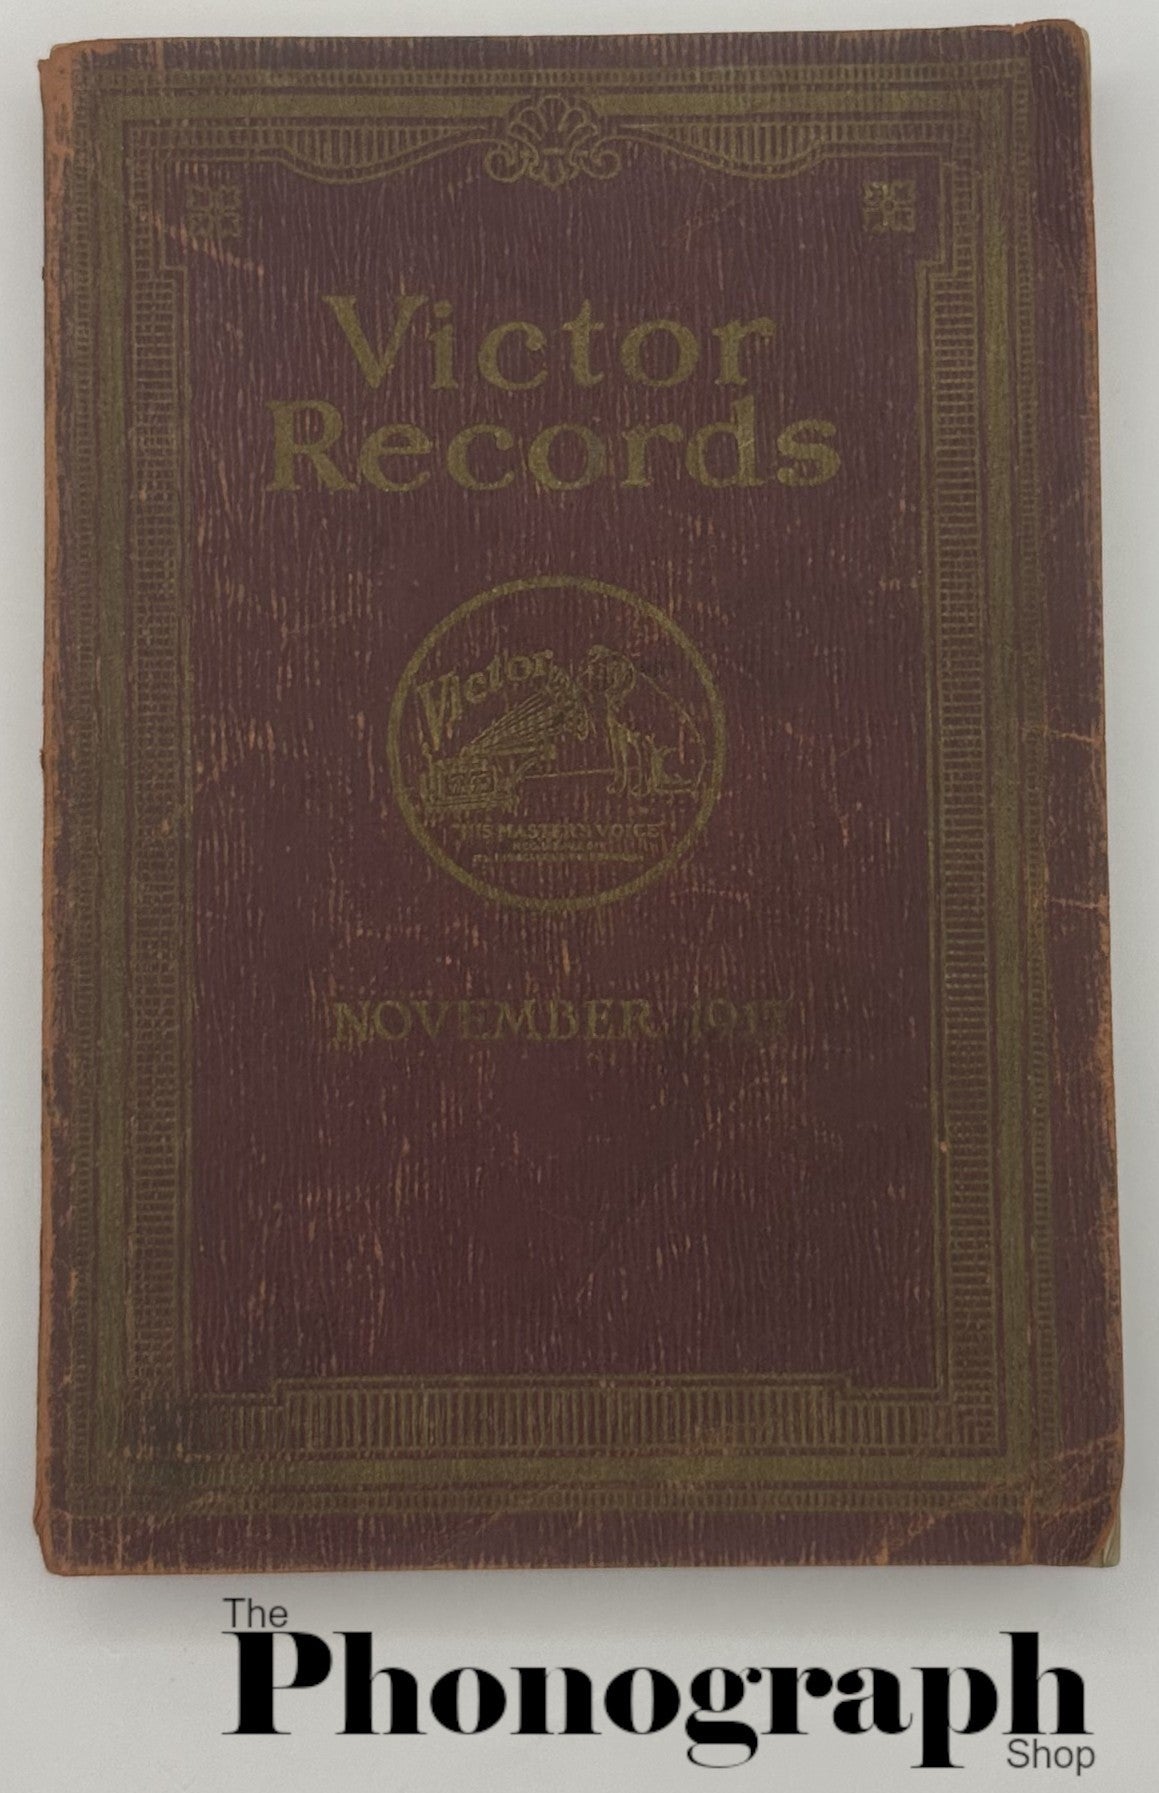 Victor
Records
Victor
"HIS MASTER'S VOICE"
NOVEMBER
The
Phonograph
Shop